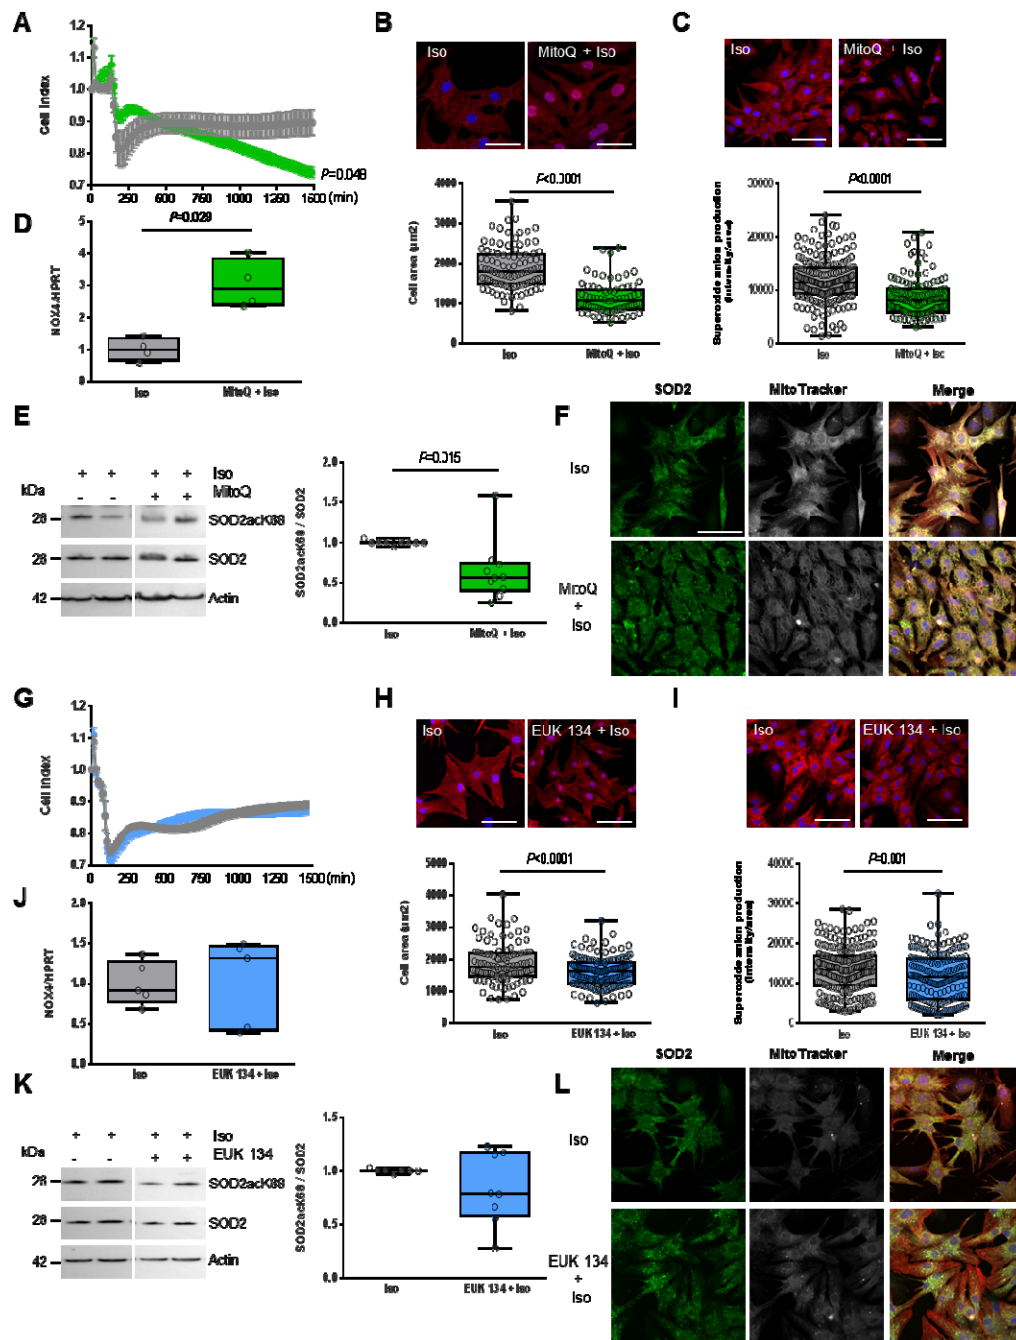 A
Cell index
1.2
1.1
1.0
0.9
0.8
0.7
0
250
500
750
1000
1250
1500 (min)
P=0.048
B
Iso
MitoQ + Iso
P<0.0001
Cell area (µm2)
4000
3000
2000
1000
0
Iso
MitoQ + Iso
C
Iso
MitoQ + Iso
P<0.0001
Superoxide anion production
(Intensity/area)
30000
20000
10000
0
Iso
MitoQ + Iso
D
P=0.029
NOX4/HPRT
5
4
3
2
1
0
Iso
MitoQ + Iso
E
+ + + + Iso
kDa - - + + MitoQ
26 SOD2acK68
26 SOD2
42 Actin
P=0.015
SOD2acK68 / SOD2
2.0
1.5
1.0
0.5
0.0
Iso
MitoQ + Iso
F
SOD2 MitoTracker Merge
Iso
MitoQ
+
Iso
G
Cell index
1.2
1.1
1.0
0.9
0.8
0.7
0
250
500
750
1000
1250
1500 (min)
H
Iso
EUK 134 + Iso
P<0.0001
Cell area (µm2)
5000
4000
3000
2000
1000
0
Iso
EUK 134 + Iso
I
Iso
EUK 134 + Iso
P=0.001
Superoxide anion production
(Intensity/area)
40000
30000
20000
10000
0
Iso
EUK 134 + Iso
J
NOX4/HPRT
2.0
1.5
1.0
0.5
0.0
Iso
EUK 134 + Iso
K
+ + + + Iso
kDa - - + + EUK 134
26 SOD2acK68
26 SOD2
42 Actin
SOD2acK68 / SOD2
1.5
1.0
0.5
0.0
Iso
EUK 134 + Iso
L
SOD2 MitoTracker Merge
Iso
EUK 134
+
Iso